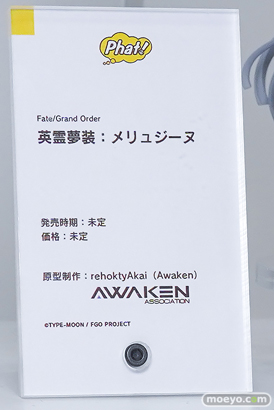 Phat!
Fate/Grand Order
英霊夢装：メリュジーヌ
発売時期：未定
価格：未定
原型制作：rehoktyAkai（Awaken）
AWAKEN
ASSOCIATION
©TYPE-MOON / FGO PROJECT
moeyo.com